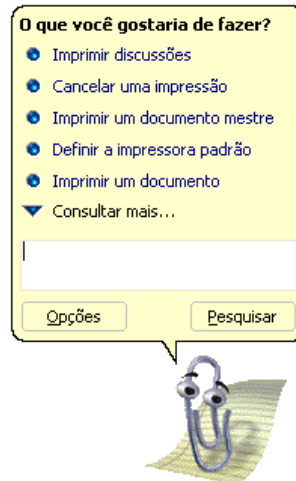 O que você gostaria de fazer?
Imprimir discussões
Cancelar uma impressão
Imprimir um documento mestre
Definir a impressora padrão
Imprimir um documento
Consultar mais...
Opções
Pesquisar